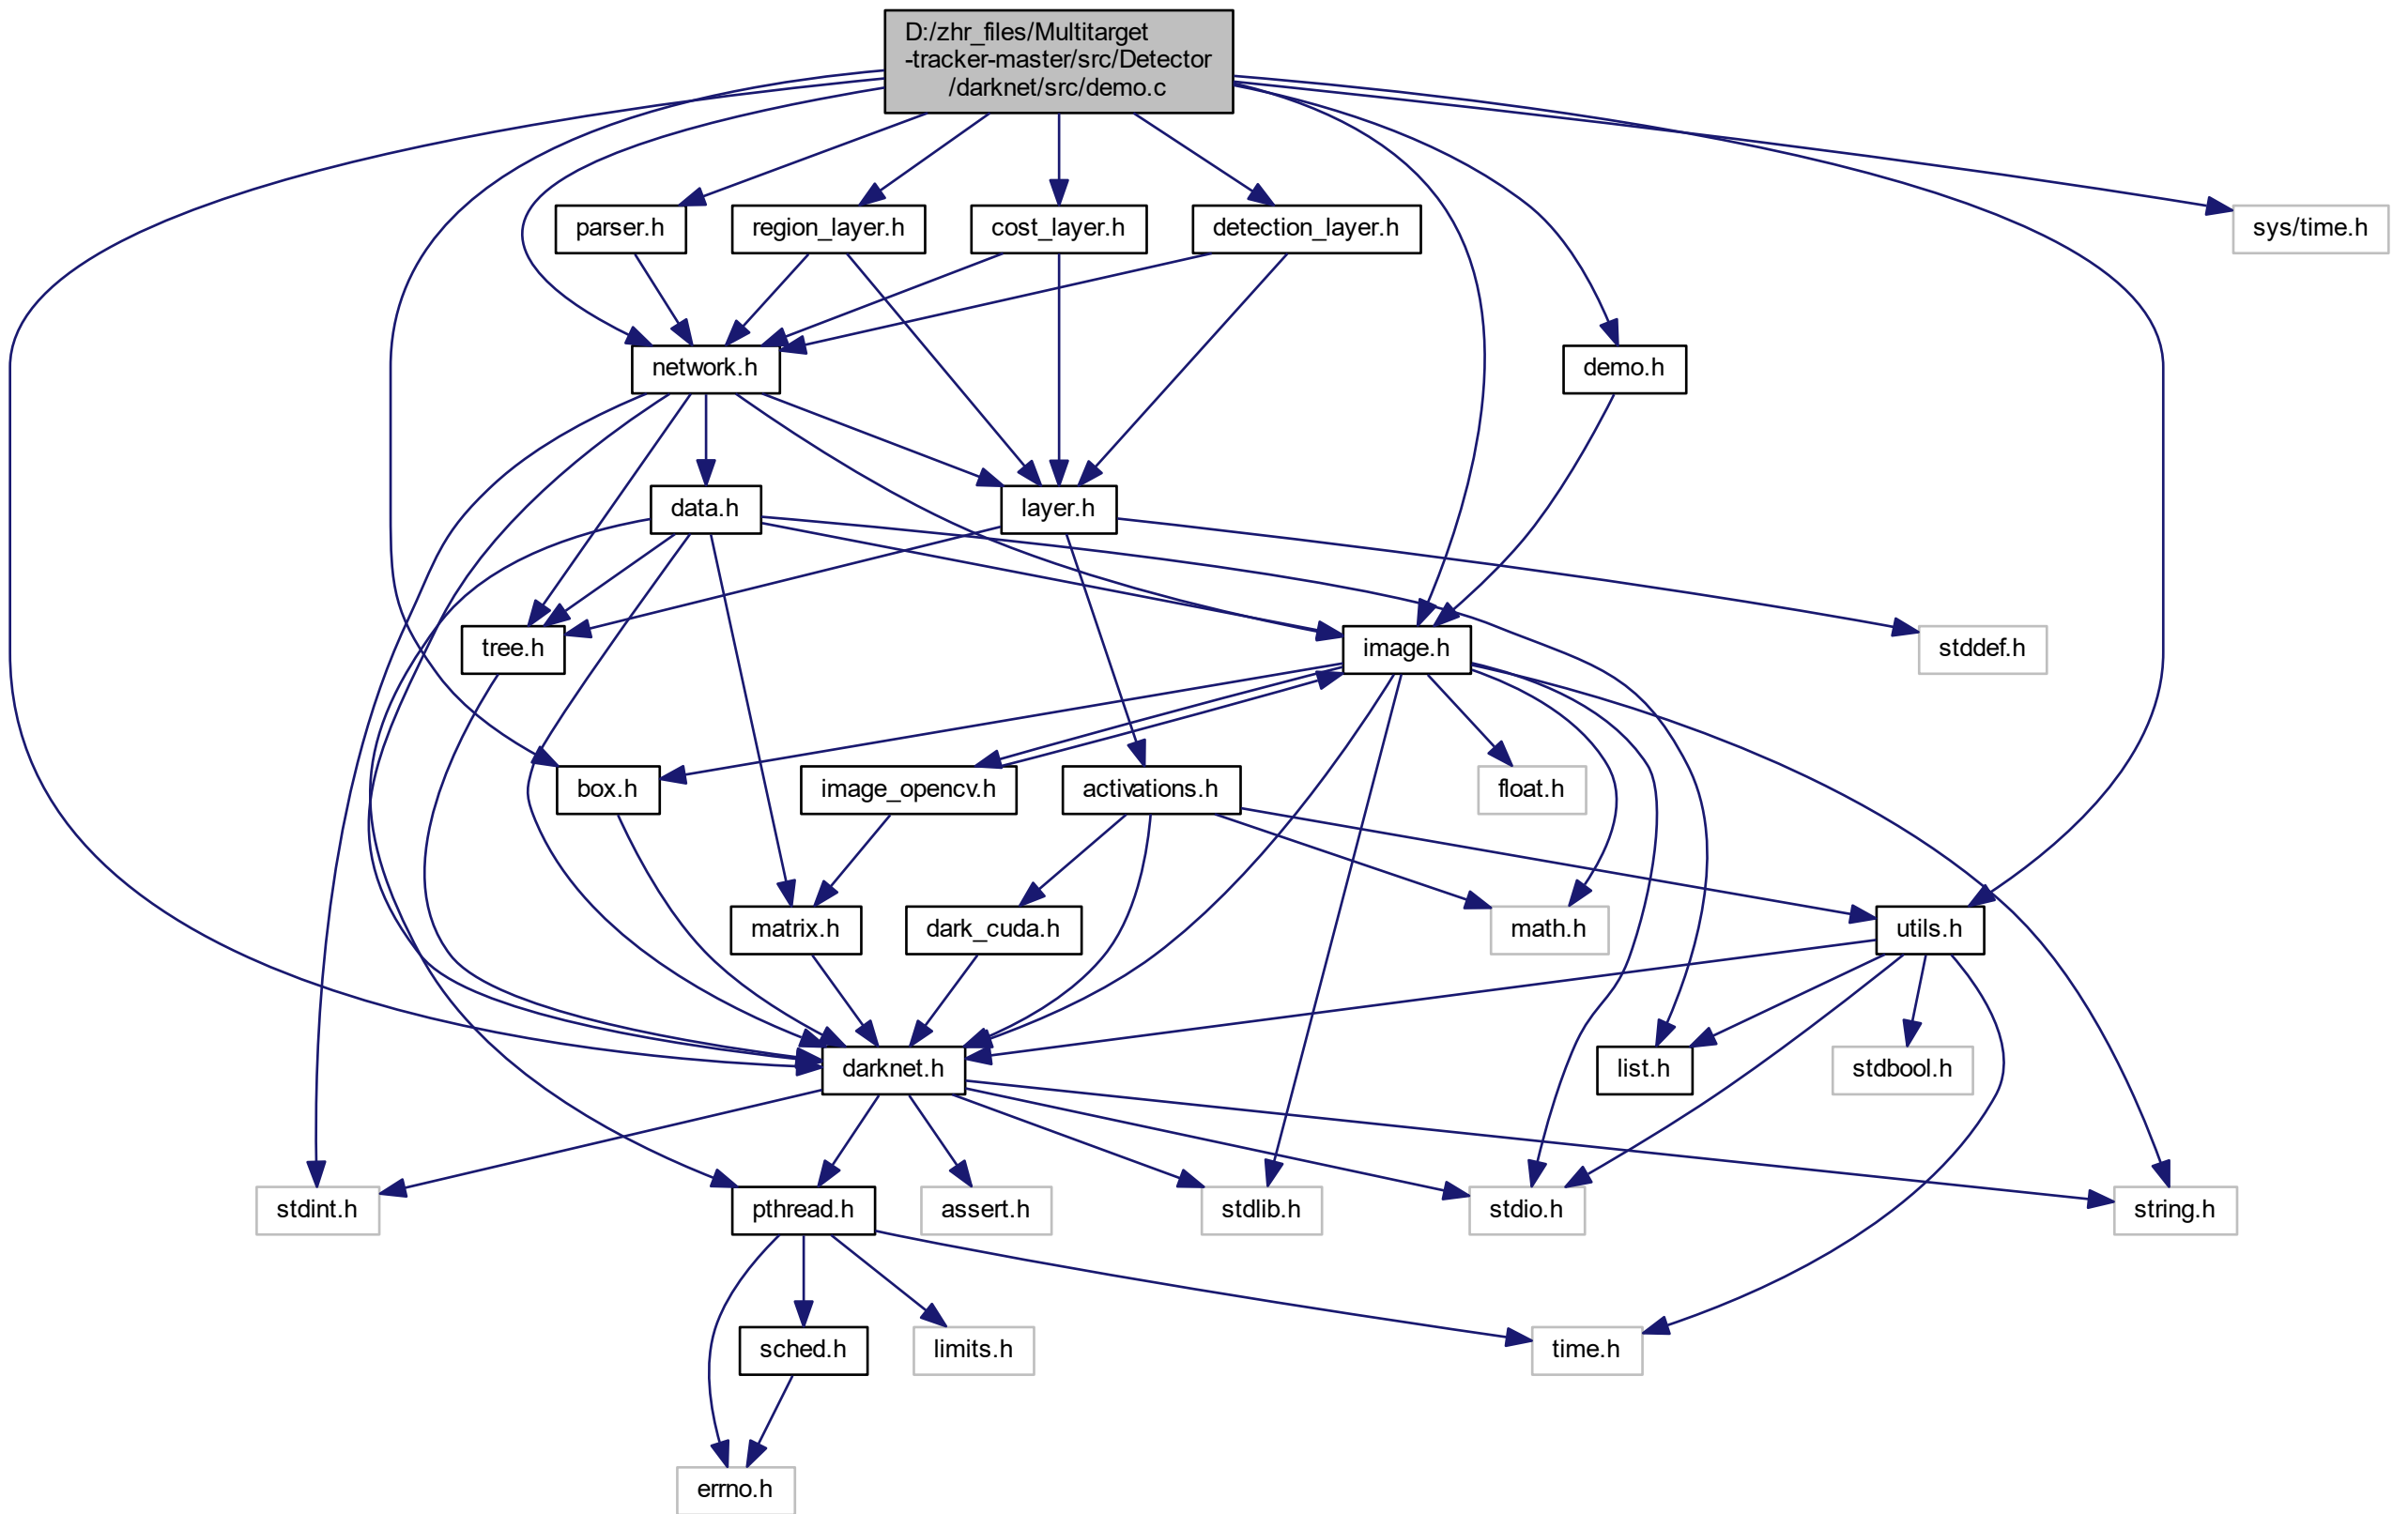 D:/zhr_files/Multitarget
-tracker-master/src/Detector
/darknet/src/demo.c
parser.h
region_layer.h
cost_layer.h
detection_layer.h
sys/time.h
network.h
demo.h
data.h
layer.h
tree.h
image.h
stddef.h
box.h
image_opencv.h
activations.h
float.h
matrix.h
dark_cuda.h
math.h
utils.h
darknet.h
list.h
stdbool.h
stdint.h
pthread.h
assert.h
stdlib.h
stdio.h
string.h
sched.h
limits.h
time.h
errno.h